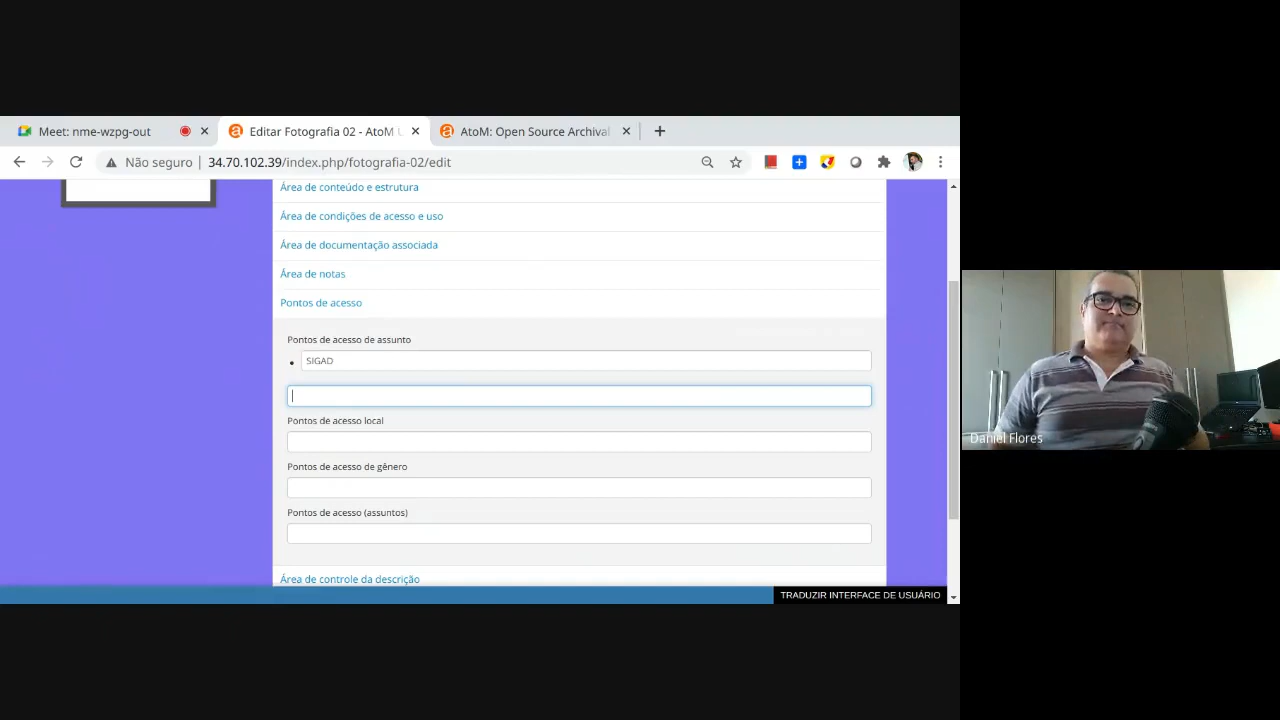 Meet: nme-wzpg-out
Editar Fotografia 02 - AtoM
AtoM: Open Source Archival
Não seguro
34.70.102.39/index.php/fotografia-02/edit
Área de conteúdo e estrutura
Área de condições de acesso e uso
Área de documentação associada
Área de notas
Pontos de acesso
Pontos de acesso de assunto
SIGAD
Pontos de acesso local
Pontos de acesso de gênero
Pontos de acesso (assuntos)
Área de controle da descrição
TRADUZIR INTERFACE DE USUÁRIO
Daniel Flores